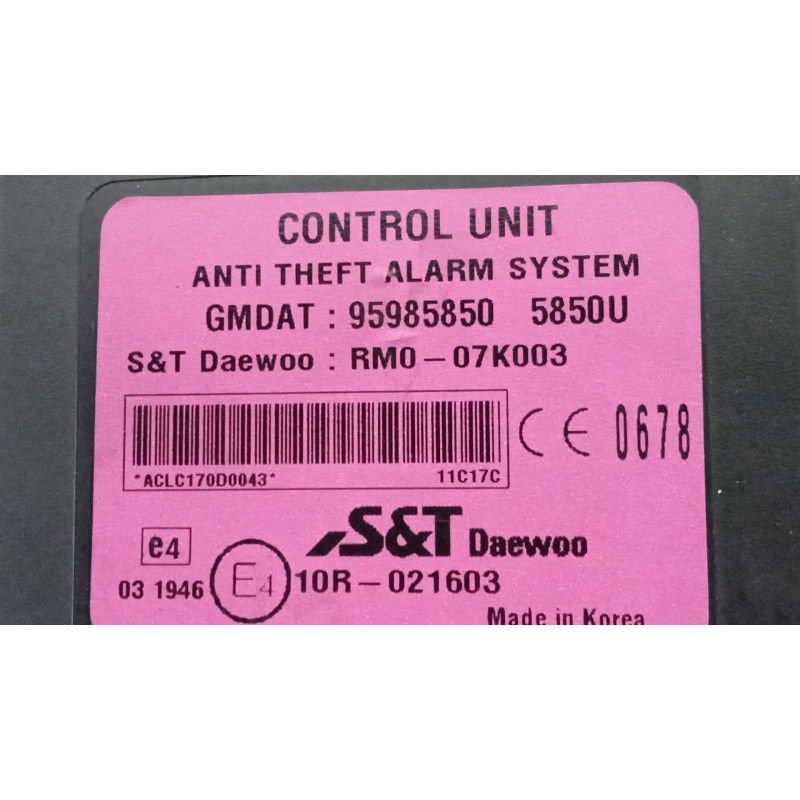 CONTROL UNIT
ANTI THEFT ALARM SYSTEM
GMDAT : 95985850 5850U
S&T Daewoo : RM0-07K003
*ACLC170D0043* 11C17C
CE 0678
e4
S&T Daewoo
03 1946 E4 10R-021603
Made in Korea